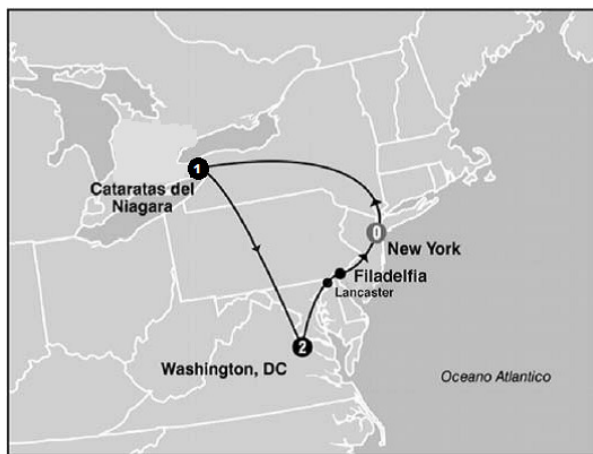 1
Cataratas del
Niagara
0
New York
Filadelfia
Lancaster
2
Washington, DC
Oceano Atlantico